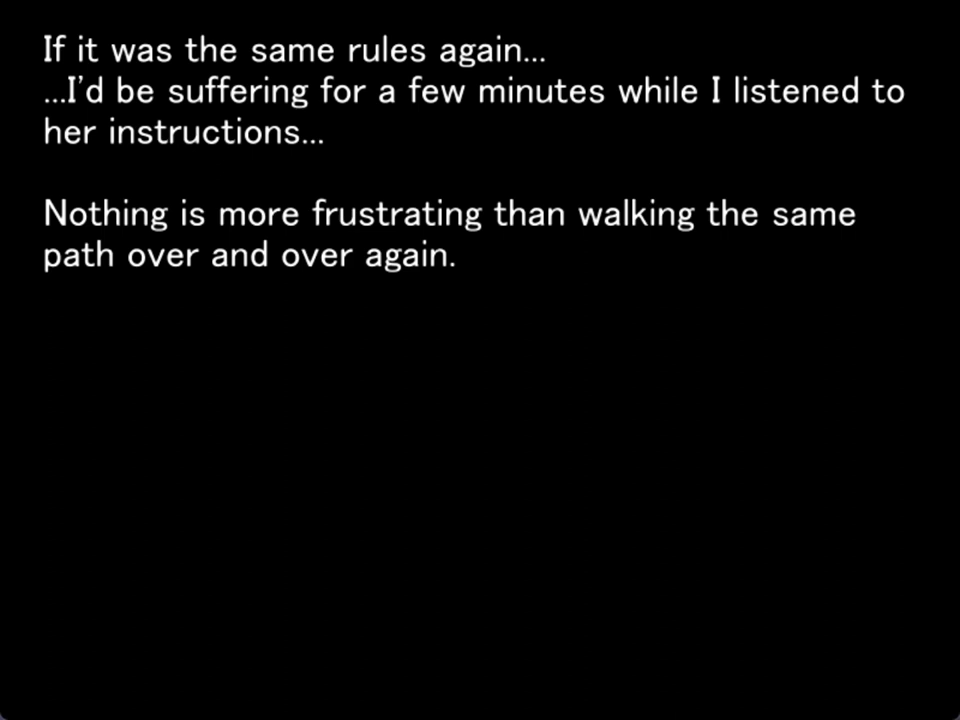 If it was the same rules again...
...I'd be suffering for a few minutes while I listened to
her instructions...
Nothing is more frustrating than walking the same
path over and over again.